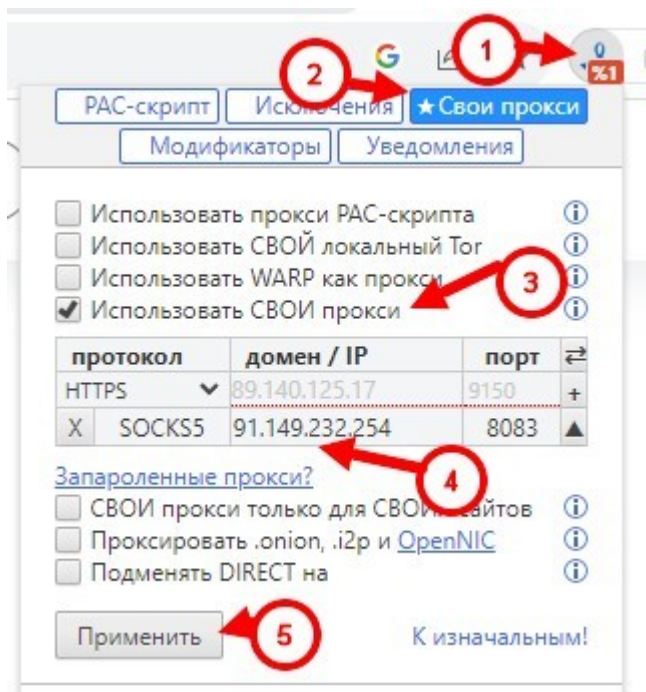 1
2
%1
PAC-скрипт Исключения ★Свои прокси
Модификаторы Уведомления
Использовать прокси PAC-скрипта
Использовать СВОЙ локальный Tor
Использовать WARP как прокси
3
Использовать СВОИ прокси
протокол домен / IP порт ⇄
HTTPS 89.140.125.17 9150 +
X SOCKS5 91.149.232.254 8083 ▲
Запароленные прокси?
4
СВОИ прокси только для СВОИХ сайтов
Проксировать .onion, .i2p и OpenNIC
Подменять DIRECT на
Применить 5 К изначальным!